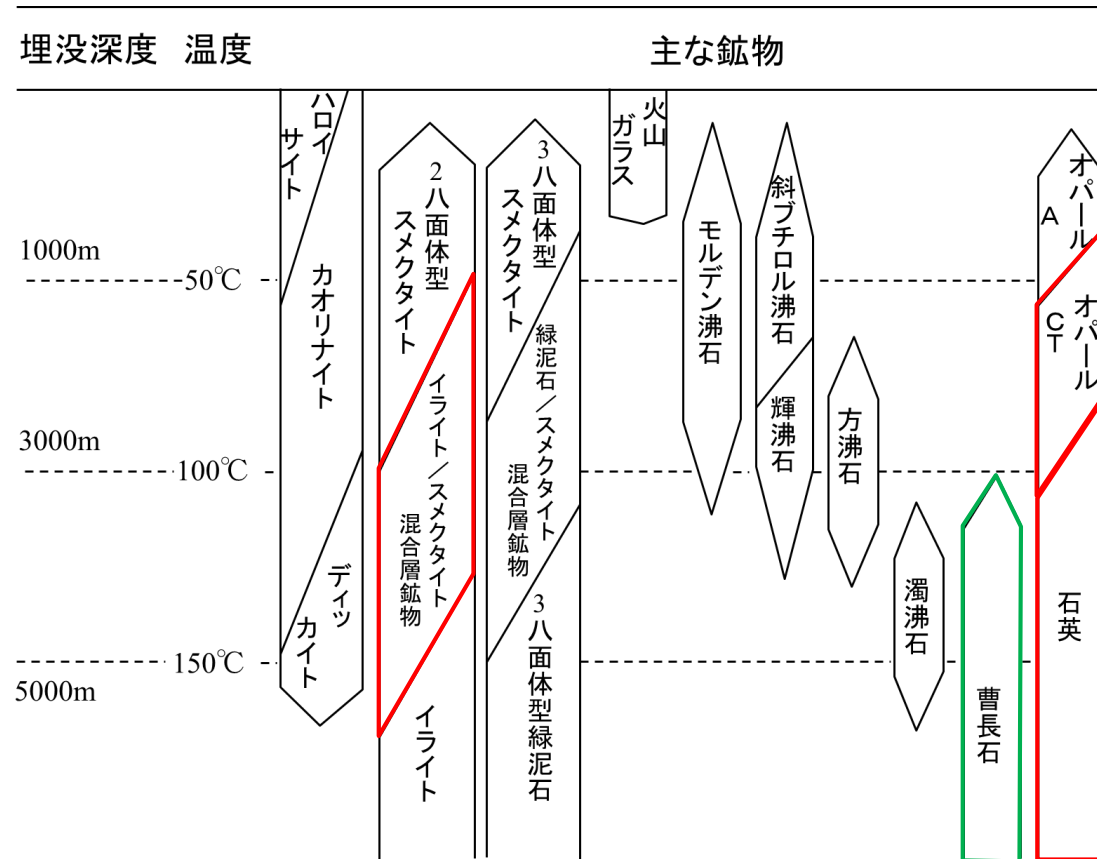 埋没深度 温度 主な鉱物
ハロイ
サイト
カオリナイト
ディッ
カイト
2八面体型
スメクタイト
イライト/スメクタイト
混合層鉱物
イライト
3八面体型
スメクタイト
緑泥石/スメクタイト
混合層鉱物
3八面体型緑泥石
火山
ガラス
モルデン沸石
斜プチロル沸石
輝沸石
方沸石
濁沸石
曹長石
オパール
A
オパール
CT
石英
1000m
50℃
3000m
100℃
150℃
5000m